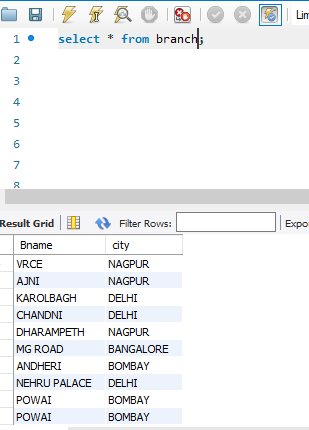 Lim
1 select * from branch;
2
3
4
5
6
7
8
Result Grid Filter Rows: Expor
Bname city
VRCE NAGPUR
AJNI NAGPUR
KAROLBAGH DELHI
CHANDNI DELHI
DHARAMPETH NAGPUR
MG ROAD BANGALORE
ANDHERI BOMBAY
NEHRU PALACE DELHI
POWAI BOMBAY
POWAI BOMBAY